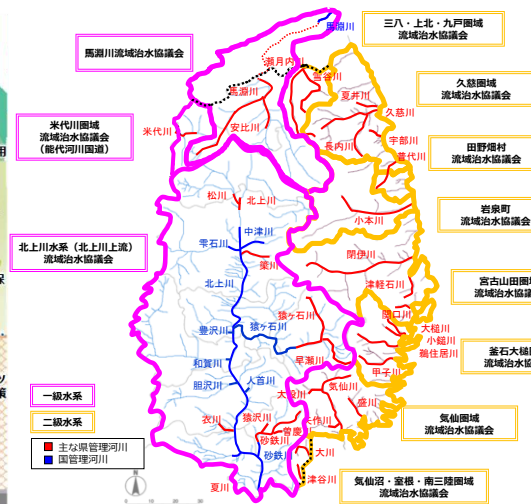 馬淵川
三八・上北・九戸圏域
流域治水協議会
馬淵川流域治水協議会
瀬月内川
雪谷川
久慈圏域
流域治水協議会
馬淵川
夏井川
久慈川
米代川圏域
流域治水協議会
(能代河川国道)
米代川
安比川
長内川
宇部川
普代川
田野畑村
流域治水協議会
松川
北上川
小本川
岩泉町
流域治水協議
中津川
雫石川
簗川
閉伊川
北上川水系(北上川上流)
流域治水協議会
北上川
津軽石川
宮古山田圏域
流域治水協議
関口川
猿ヶ石川
猿ヶ石川
豊沢川
大槌川
小鎚川
鵜住居川
釜石大槌
流域治水協
早瀬川
和賀川
甲子川
胆沢川
人首川
大股川
気仙川
盛川
一級水系
二級水系
衣川
猿沢川
曽慶
矢作川
気仙圏域
流域治水協議会
主な県管理河川
国管理河川
砂鉄川
砂鉄川
大川
夏川
津谷川
気仙沼・室根・南三陸圏域
流域治水協議会